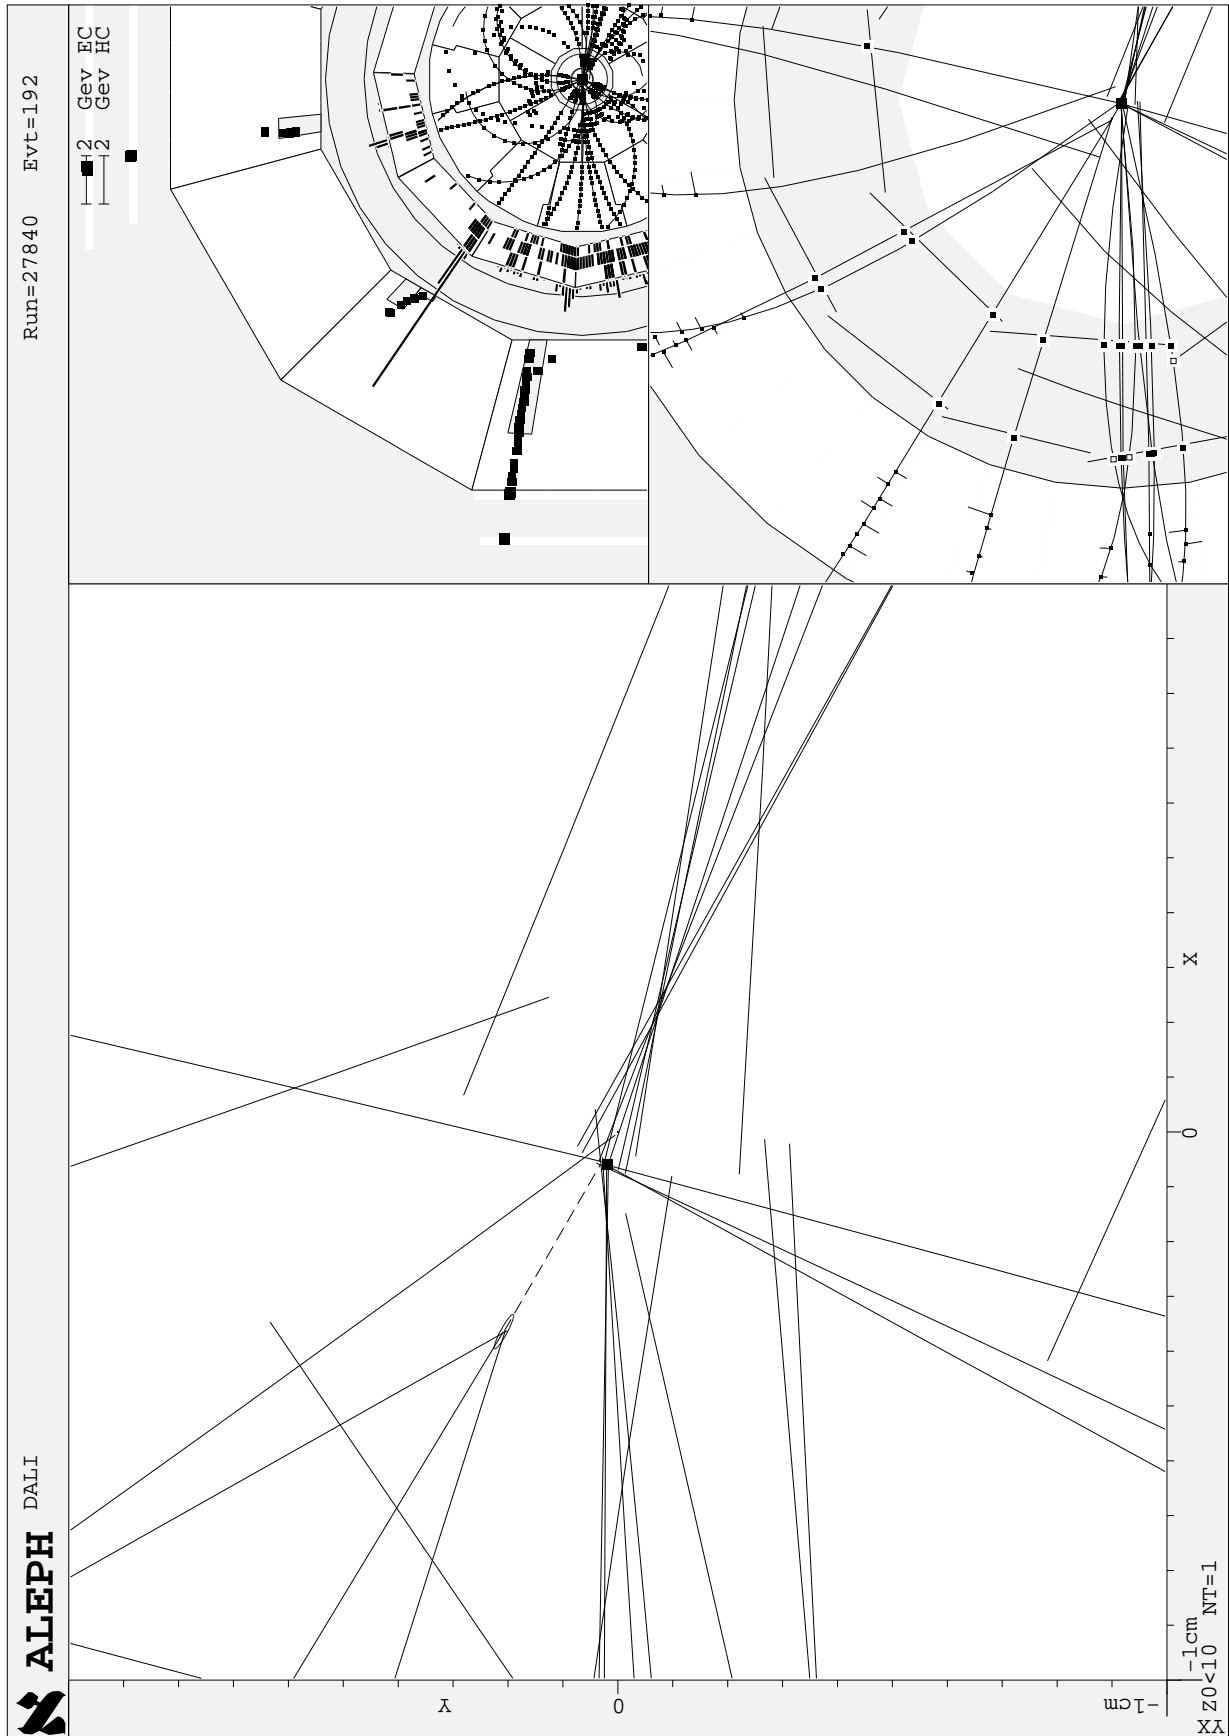 ALEPH DALI
Run=27840 Evt=192
2 Gev EC
2 Gev HC
Y
0
-1cm
X
0
-1cm
YX Z0<10 NT=1